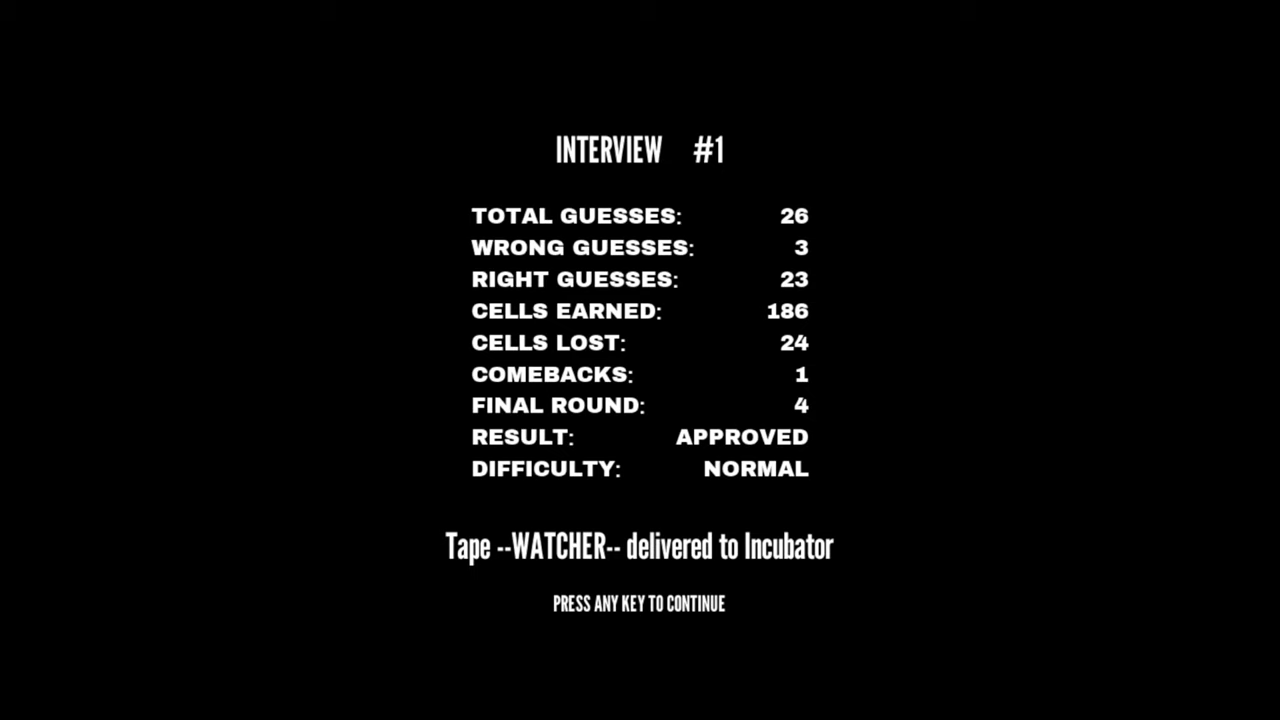 INTERVIEW #1
TOTAL GUESSES: 26
WRONG GUESSES: 3
RIGHT GUESSES: 23
CELLS EARNED: 186
CELLS LOST: 24
COMEBACKS: 1
FINAL ROUND: 4
RESULT: APPROVED
DIFFICULTY: NORMAL
Tape --WATCHER-- delivered to Incubator
PRESS ANY KEY TO CONTINUE